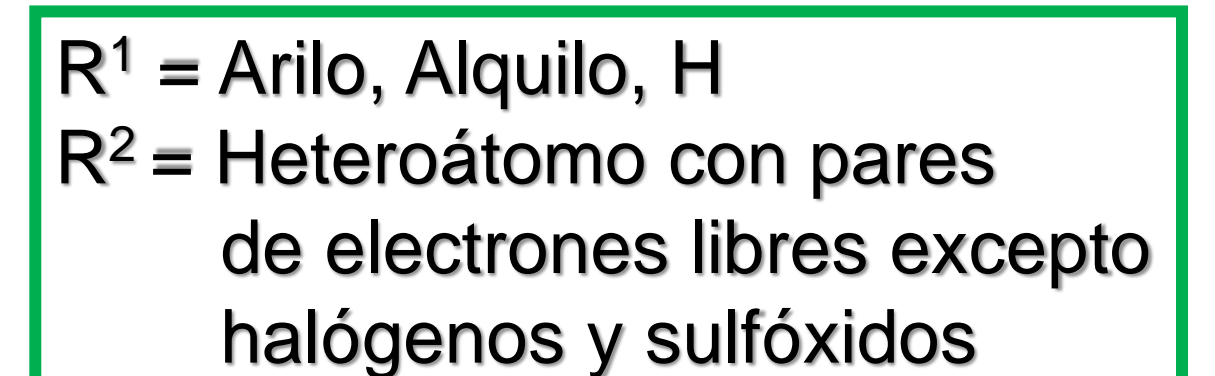 R¹ = Arilo, Alquilo, H
R² = Heteroátomo con pares
de electrones libres excepto
halógenos y sulfóxidos